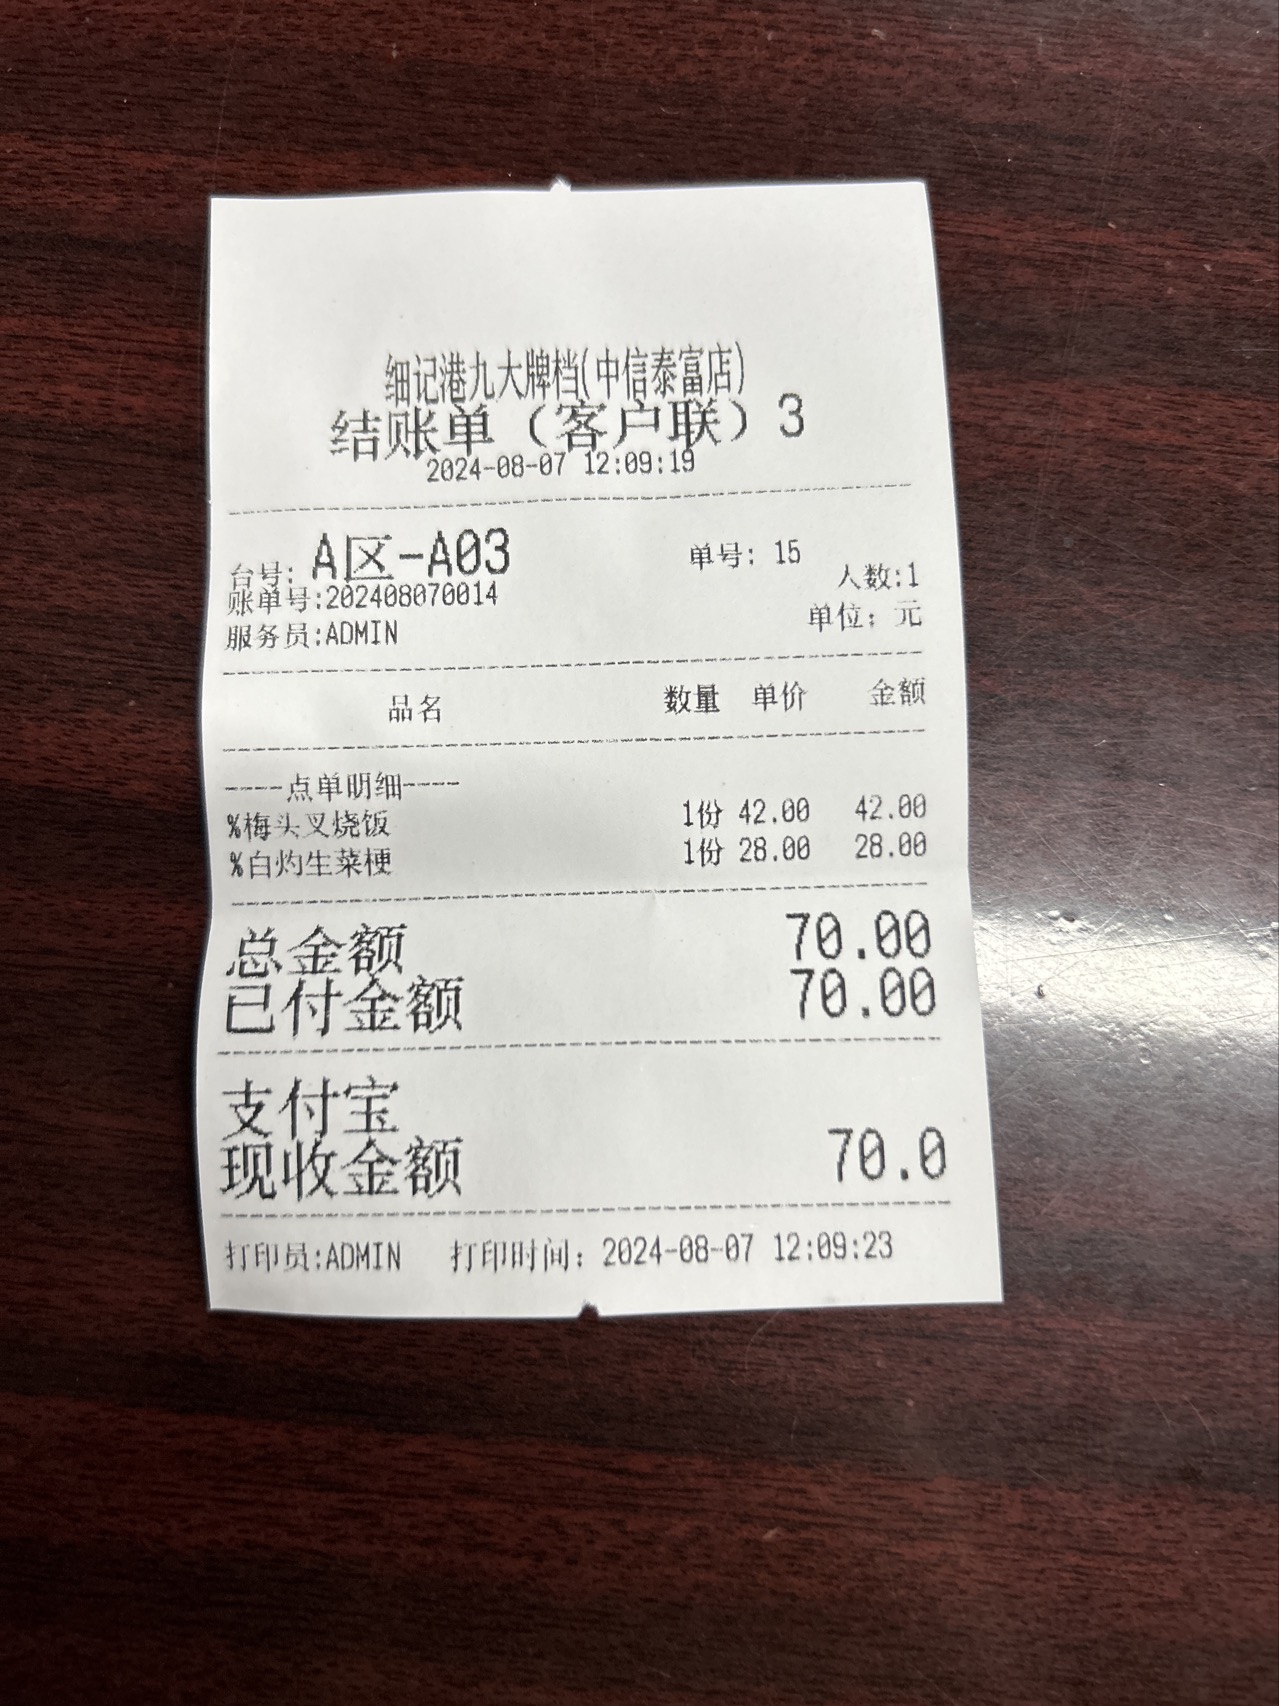 细记港九大牌档(中信泰富店)
结账单（客户联）3
2024-08-07 12:09:19
台号: A区-A03 单号: 15
人数:1
账单号:202408070014
服务员:ADMIN 单位：元
品名 数量 单价 金额
----点单明细----
%梅头叉烧饭 1份 42.00 42.00
%白灼生菜梗 1份 28.00 28.00
总金额 70.00
已付金额 70.00
支付宝
现收金额 70.0
打印员:ADMIN 打印时间：2024-08-07 12:09:23